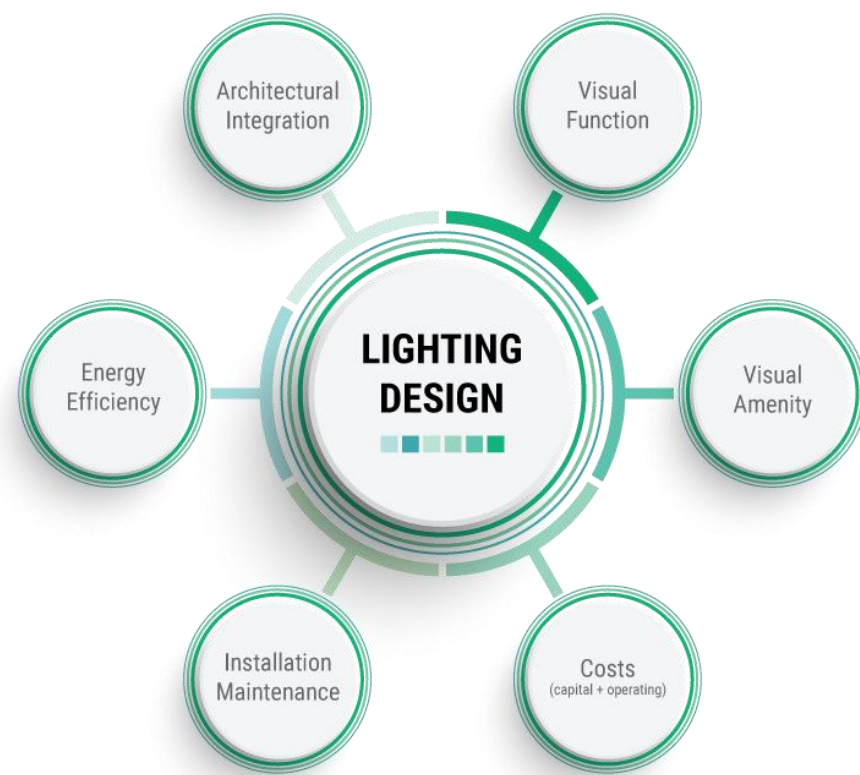 Architectural
Integration
Visual
Function
Energy
Efficiency
LIGHTING
DESIGN
Visual
Amenity
Installation
Maintenance
Costs
(capital + operating)